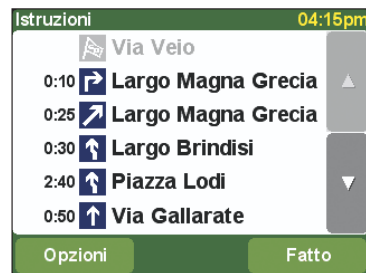 Istruzioni 04:15pm
Via Veio
0:10 Largo Magna Grecia
0:25 Largo Magna Grecia
0:30 Largo Brindisi
2:40 Piazza Lodi
0:50 Via Gallarate
Opzioni Fatto